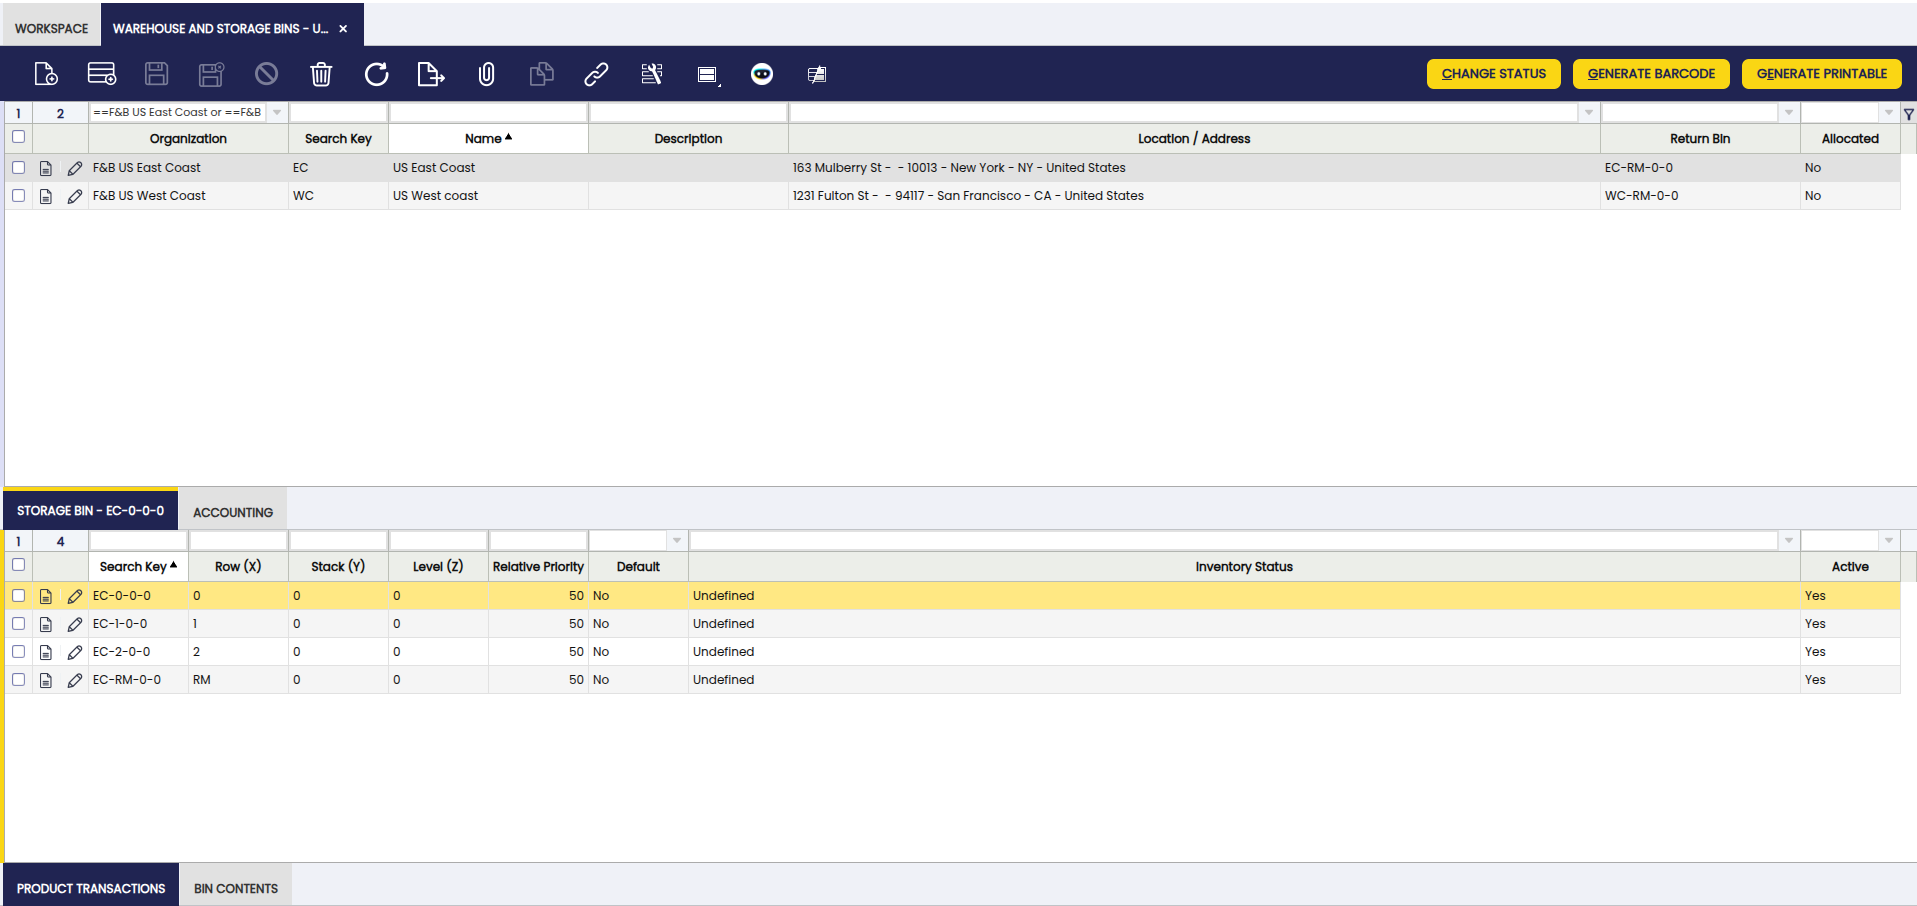 WORKSPACE WAREHOUSE AND STORAGE BINS - U... ×
CHANGE STATUS GENERATE BARCODE GENERATE PRINTABLE
1 2 ==F&B US East Coast or ==F&B
Organization Search Key Name Description Location / Address Return Bin Allocated
F&B US East Coast EC US East Coast 163 Mulberry St - - 10013 - New York - NY - United States EC-RM-0-0 No
F&B US West Coast WC US West coast 1231 Fulton St - - 94117 - San Francisco - CA - United States WC-RM-0-0 No
STORAGE BIN - EC-0-0-0 ACCOUNTING
1 4
Search Key Row (X) Stack (Y) Level (Z) Relative Priority Default Inventory Status Active
EC-0-0-0 0 0 0 50 No Undefined Yes
EC-1-0-0 1 0 0 50 No Undefined Yes
EC-2-0-0 2 0 0 50 No Undefined Yes
EC-RM-0-0 RM 0 0 50 No Undefined Yes
PRODUCT TRANSACTIONS BIN CONTENTS